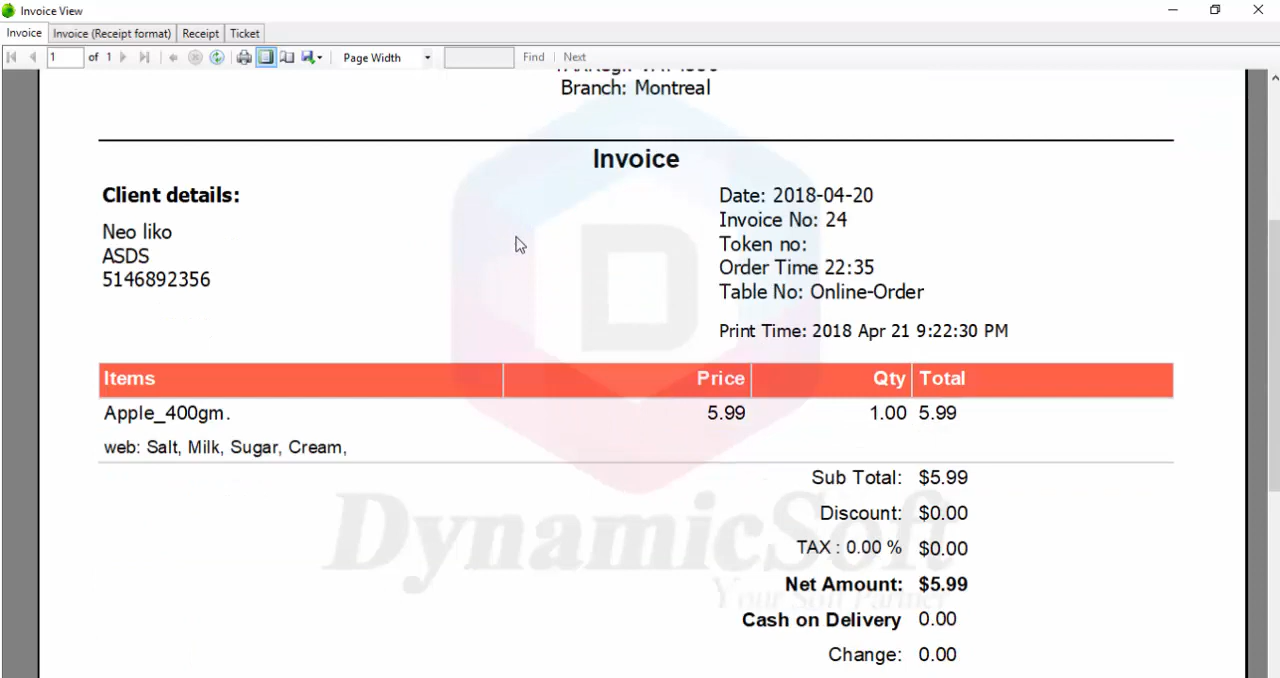 Invoice View
Invoice Invoice (Receipt format) Receipt Ticket
1 of 1 Page Width Find Next
Branch: Montreal
Invoice
Client details:
Neo liko
ASDS
5146892356
Date: 2018-04-20
Invoice No: 24
Token no:
Order Time 22:35
Table No: Online-Order
Print Time: 2018 Apr 21 9:22:30 PM
Items Price Qty Total
Apple_400gm. 5.99 1.00 5.99
web: Salt, Milk, Sugar, Cream,
Sub Total: $5.99
Discount: $0.00
TAX : 0.00 % $0.00
Net Amount: $5.99
Cash on Delivery 0.00
Change: 0.00
D
DynamicSoft
Your Soft Partner